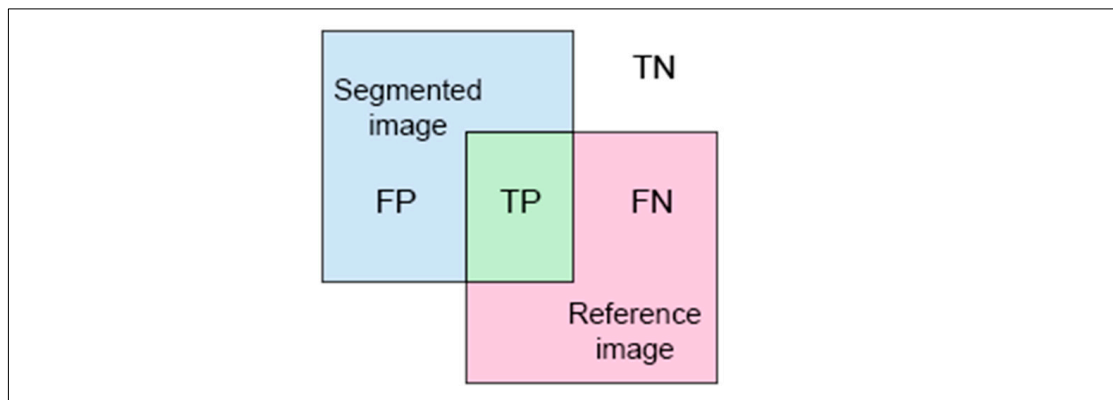 TN
Segmented
image
FP
TP
FN
Reference
image